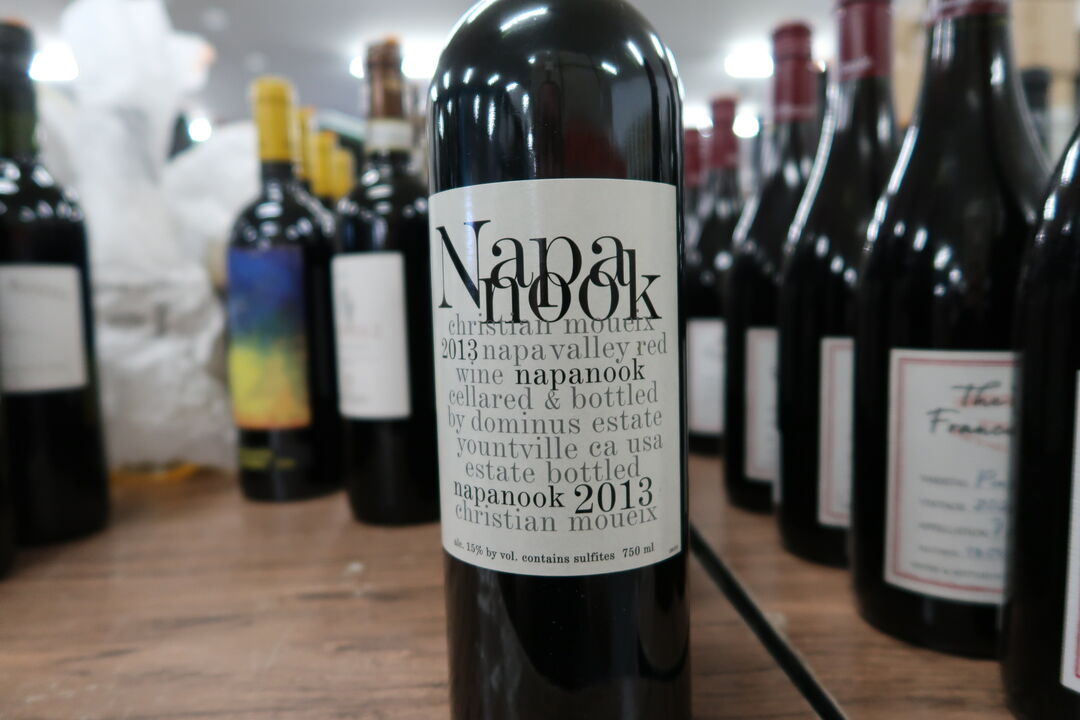 Napa
nook
christian moueix
2013 napa valley red
wine napanook
cellared & bottled
by dominus estate
yountville ca usa
estate bottled
napanook 2013
christian moueix
alc. 15% by vol. contains sulfites 750 ml
The